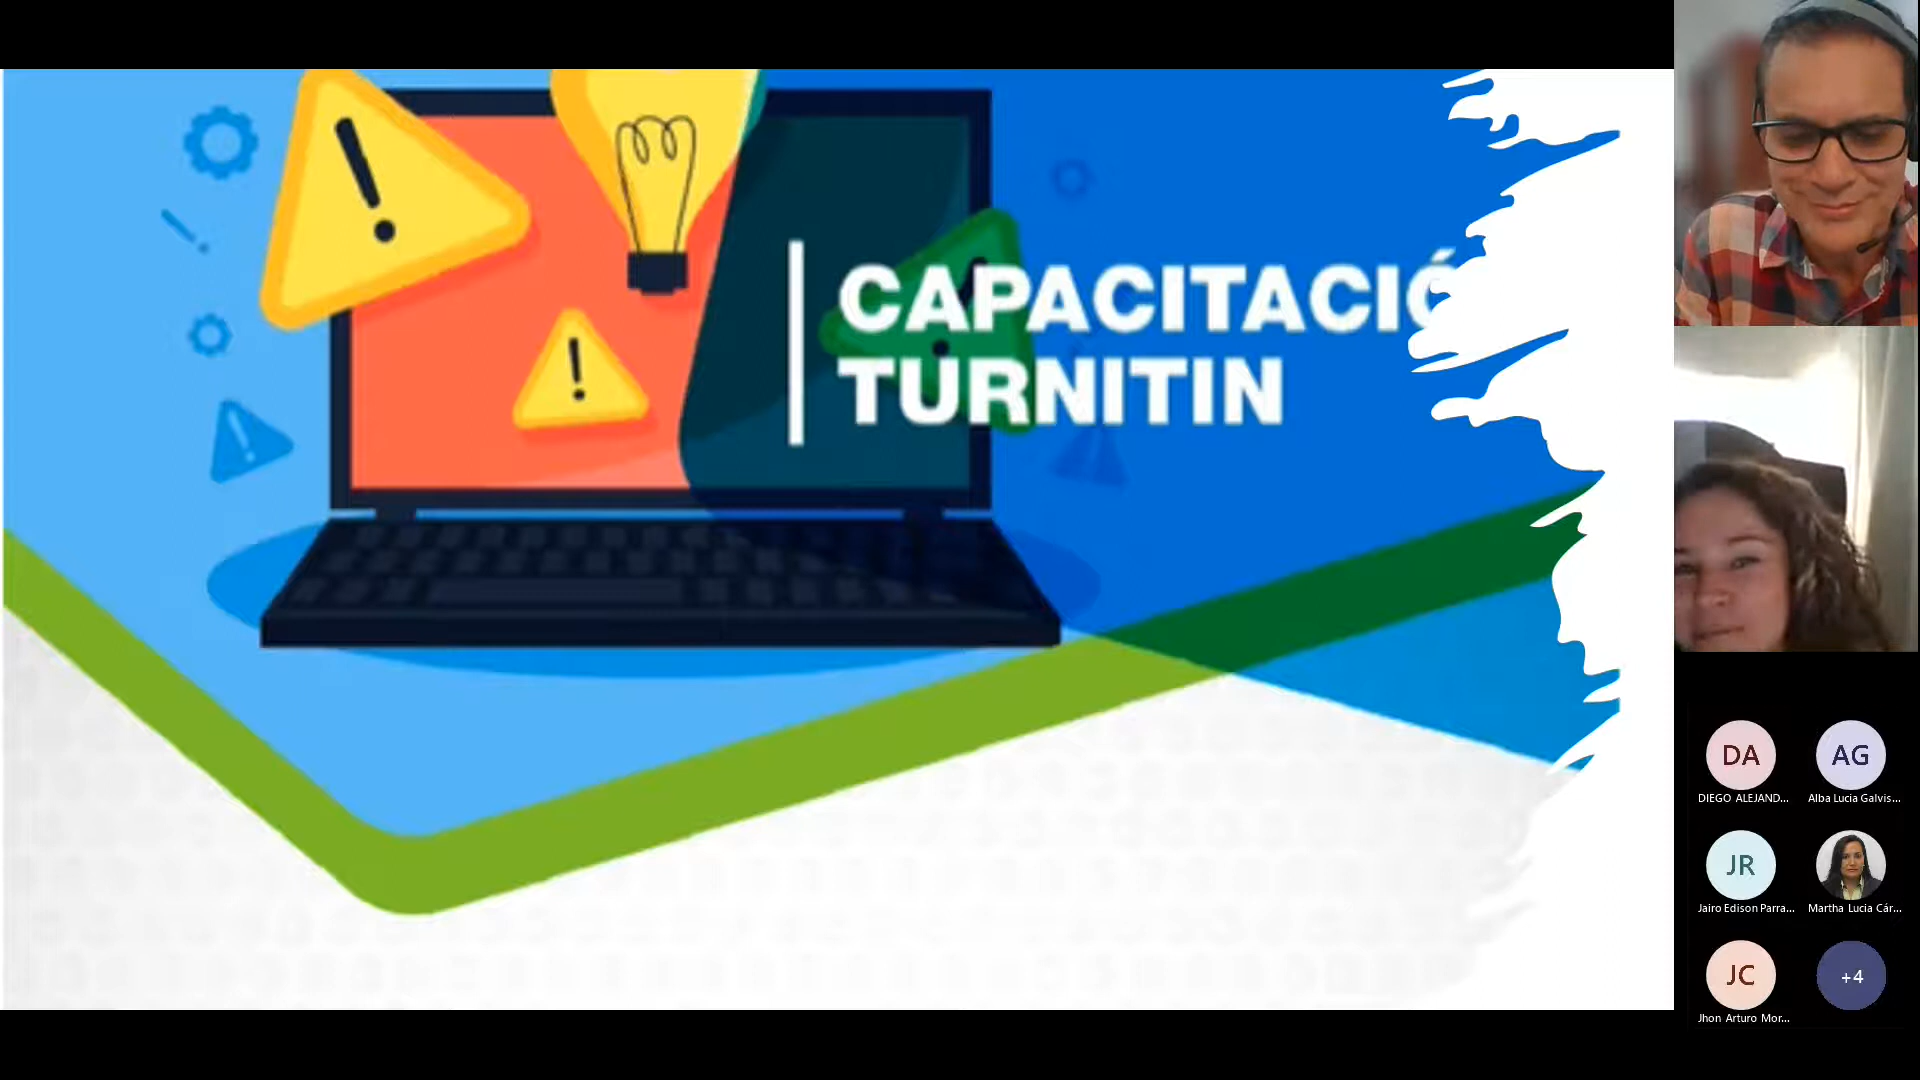 CAPACITACIÓ
TURNITIN
DA
AG
DIEGO ALEJAND...
Alba Lucia Galvis...
JR
Jairo Edison Parra...
Martha Lucia Cár...
JC
+4
Jhon Arturo Mor...